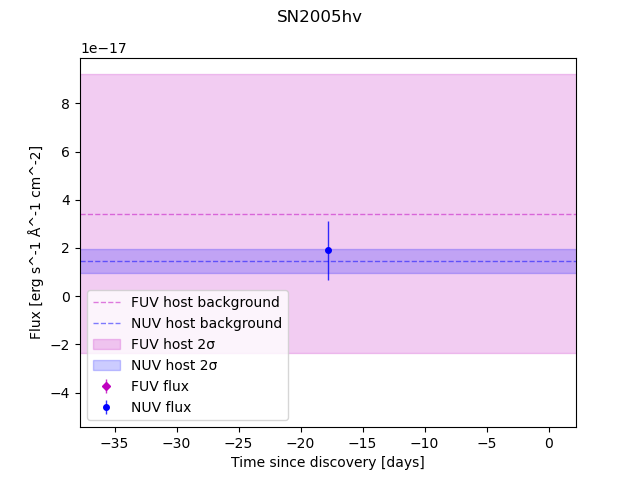 SN2005hv
1e−17
8
6
4
2
0
−2
−4
Flux [erg s^-1 Å^-1 cm^-2]
FUV host background
NUV host background
FUV host 2σ
NUV host 2σ
FUV flux
NUV flux
−35 −30 −25 −20 −15 −10 −5 0
Time since discovery [days]